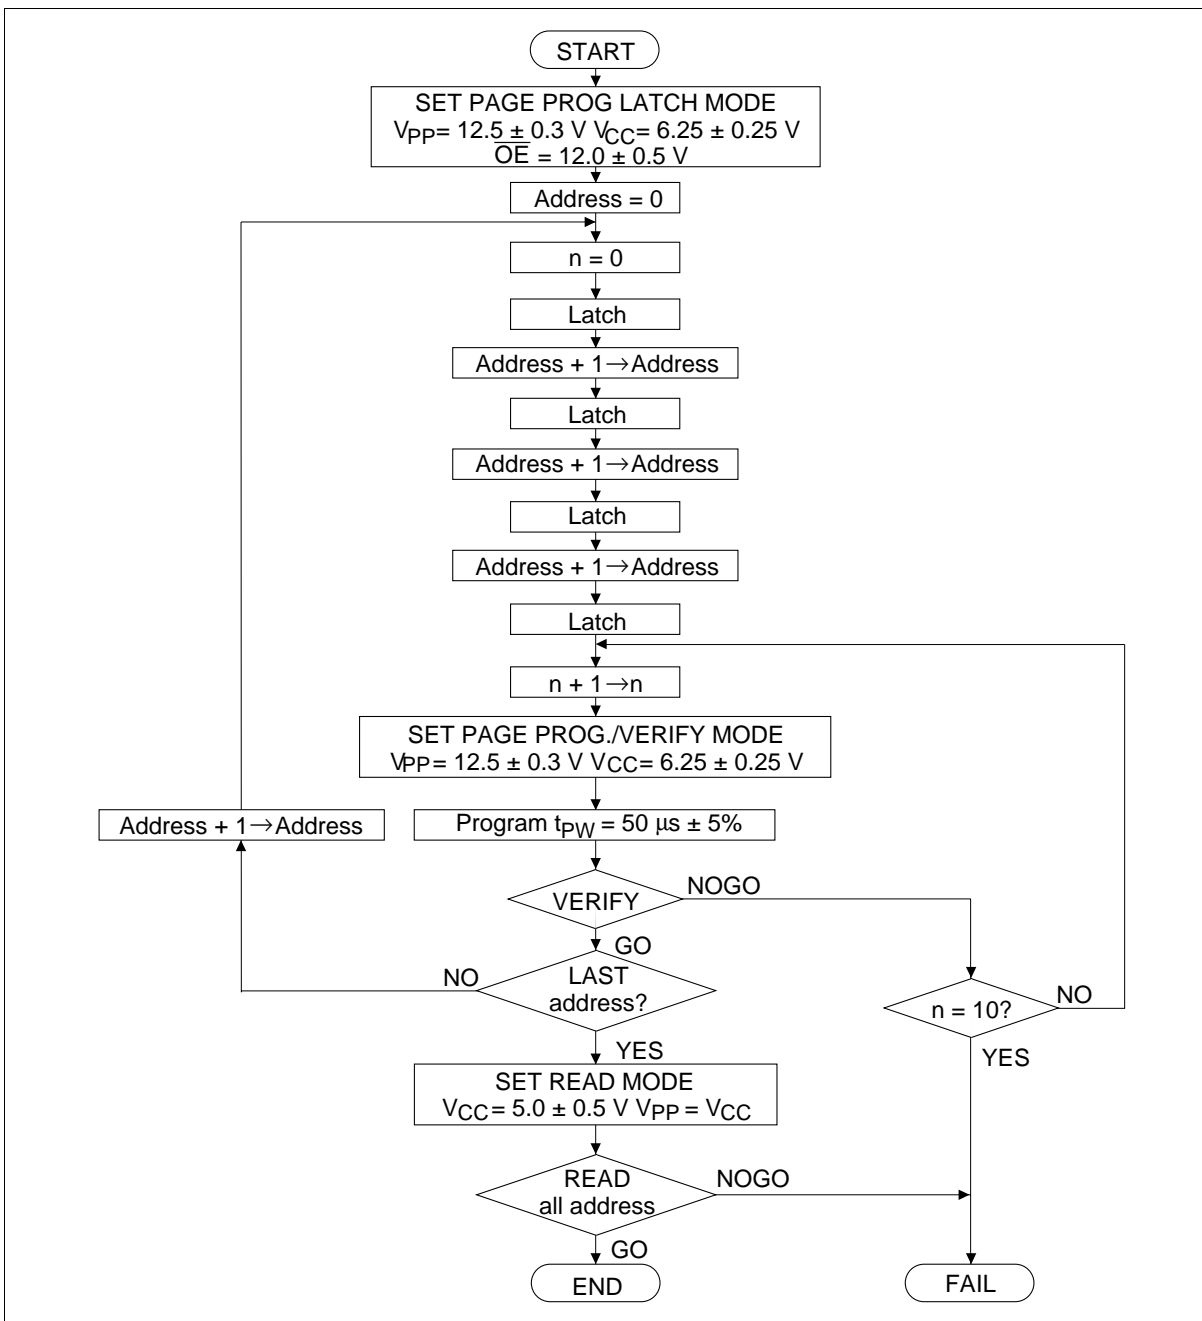 START
SET PAGE PROG LATCH MODE
VPP = 12.5 ± 0.3 V VCC = 6.25 ± 0.25 V
O̅E̅ = 12.0 ± 0.5 V
Address = 0
n = 0
Latch
Address + 1→Address
Latch
Address + 1→Address
Latch
Address + 1→Address
Latch
n + 1→n
SET PAGE PROG./VERIFY MODE
VPP = 12.5 ± 0.3 V VCC = 6.25 ± 0.25 V
Address + 1→Address
Program tPW = 50 µs ± 5%
VERIFY
NOGO
GO
LAST
address?
NO
n = 10?
NO
YES
YES
SET READ MODE
VCC = 5.0 ± 0.5 V VPP = VCC
READ
all address
NOGO
GO
END
FAIL